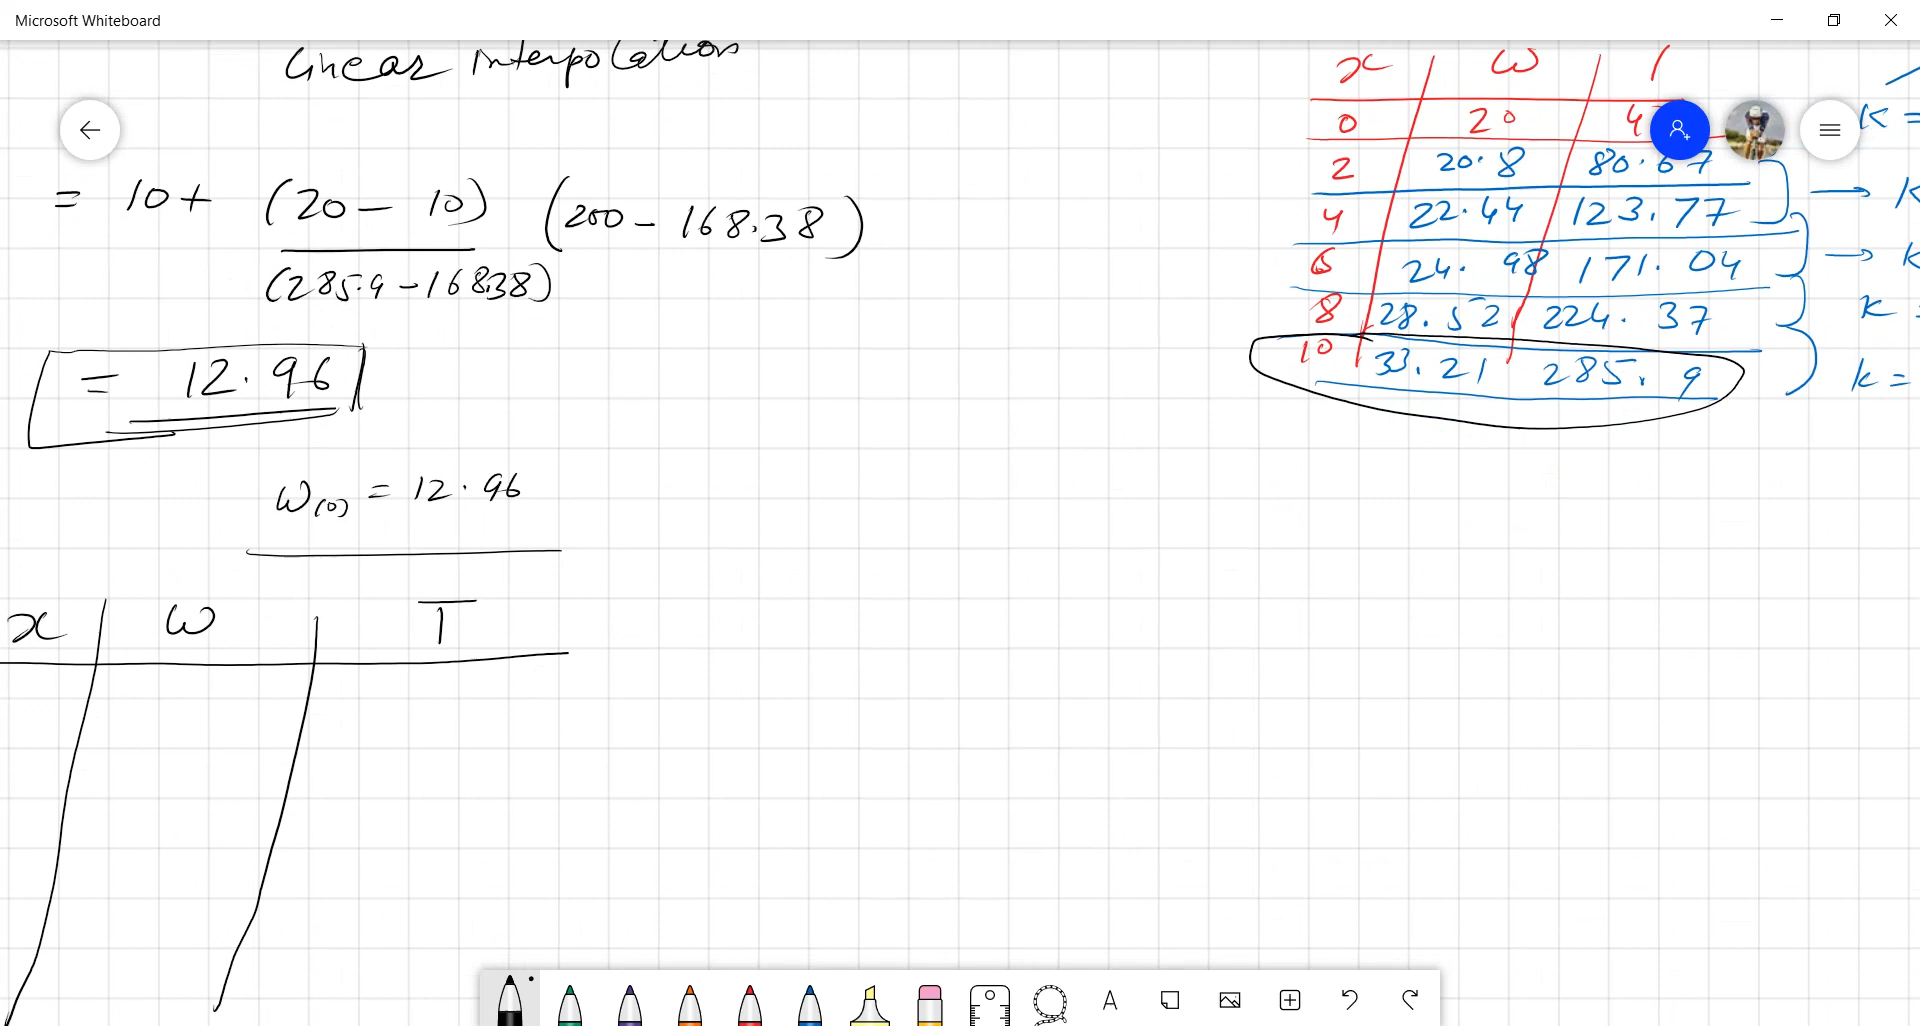 Microsoft Whiteboard
Linear Interpolation
= 10+ (20 - 10) (200 - 168.38)
(285.9 - 168.38)
= 12.96
ω(0) = 12.96
x ω T
x ω T
0 20 4
2 20.8 80.67
4 22.44 123.77
6 24.98 171.04
8 28.52 224.37
10 33.21 285.9
K =
→ K
→ k
k =
k =
A